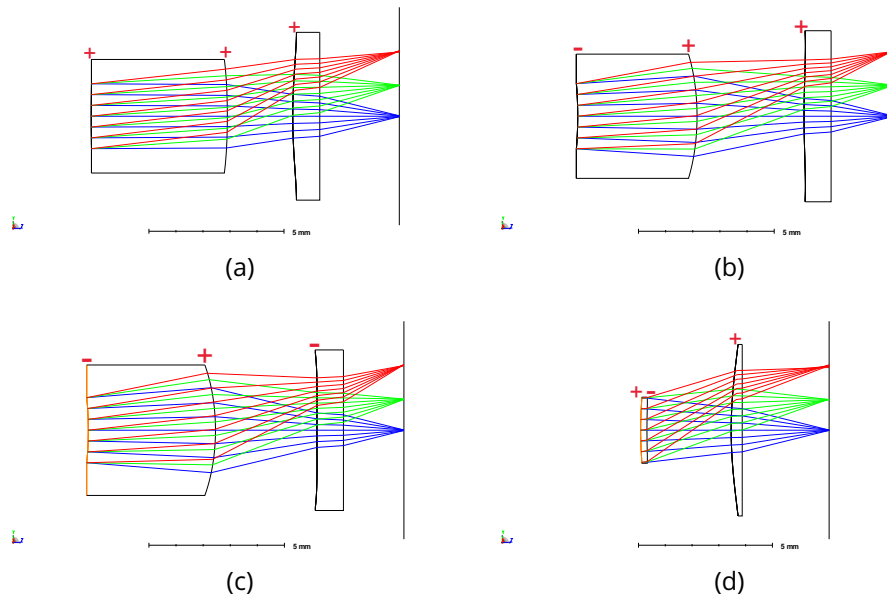 + + +
- + +
5 mm
5 mm
(a)
(b)
- + -
+ - +
5 mm
5 mm
(c)
(d)